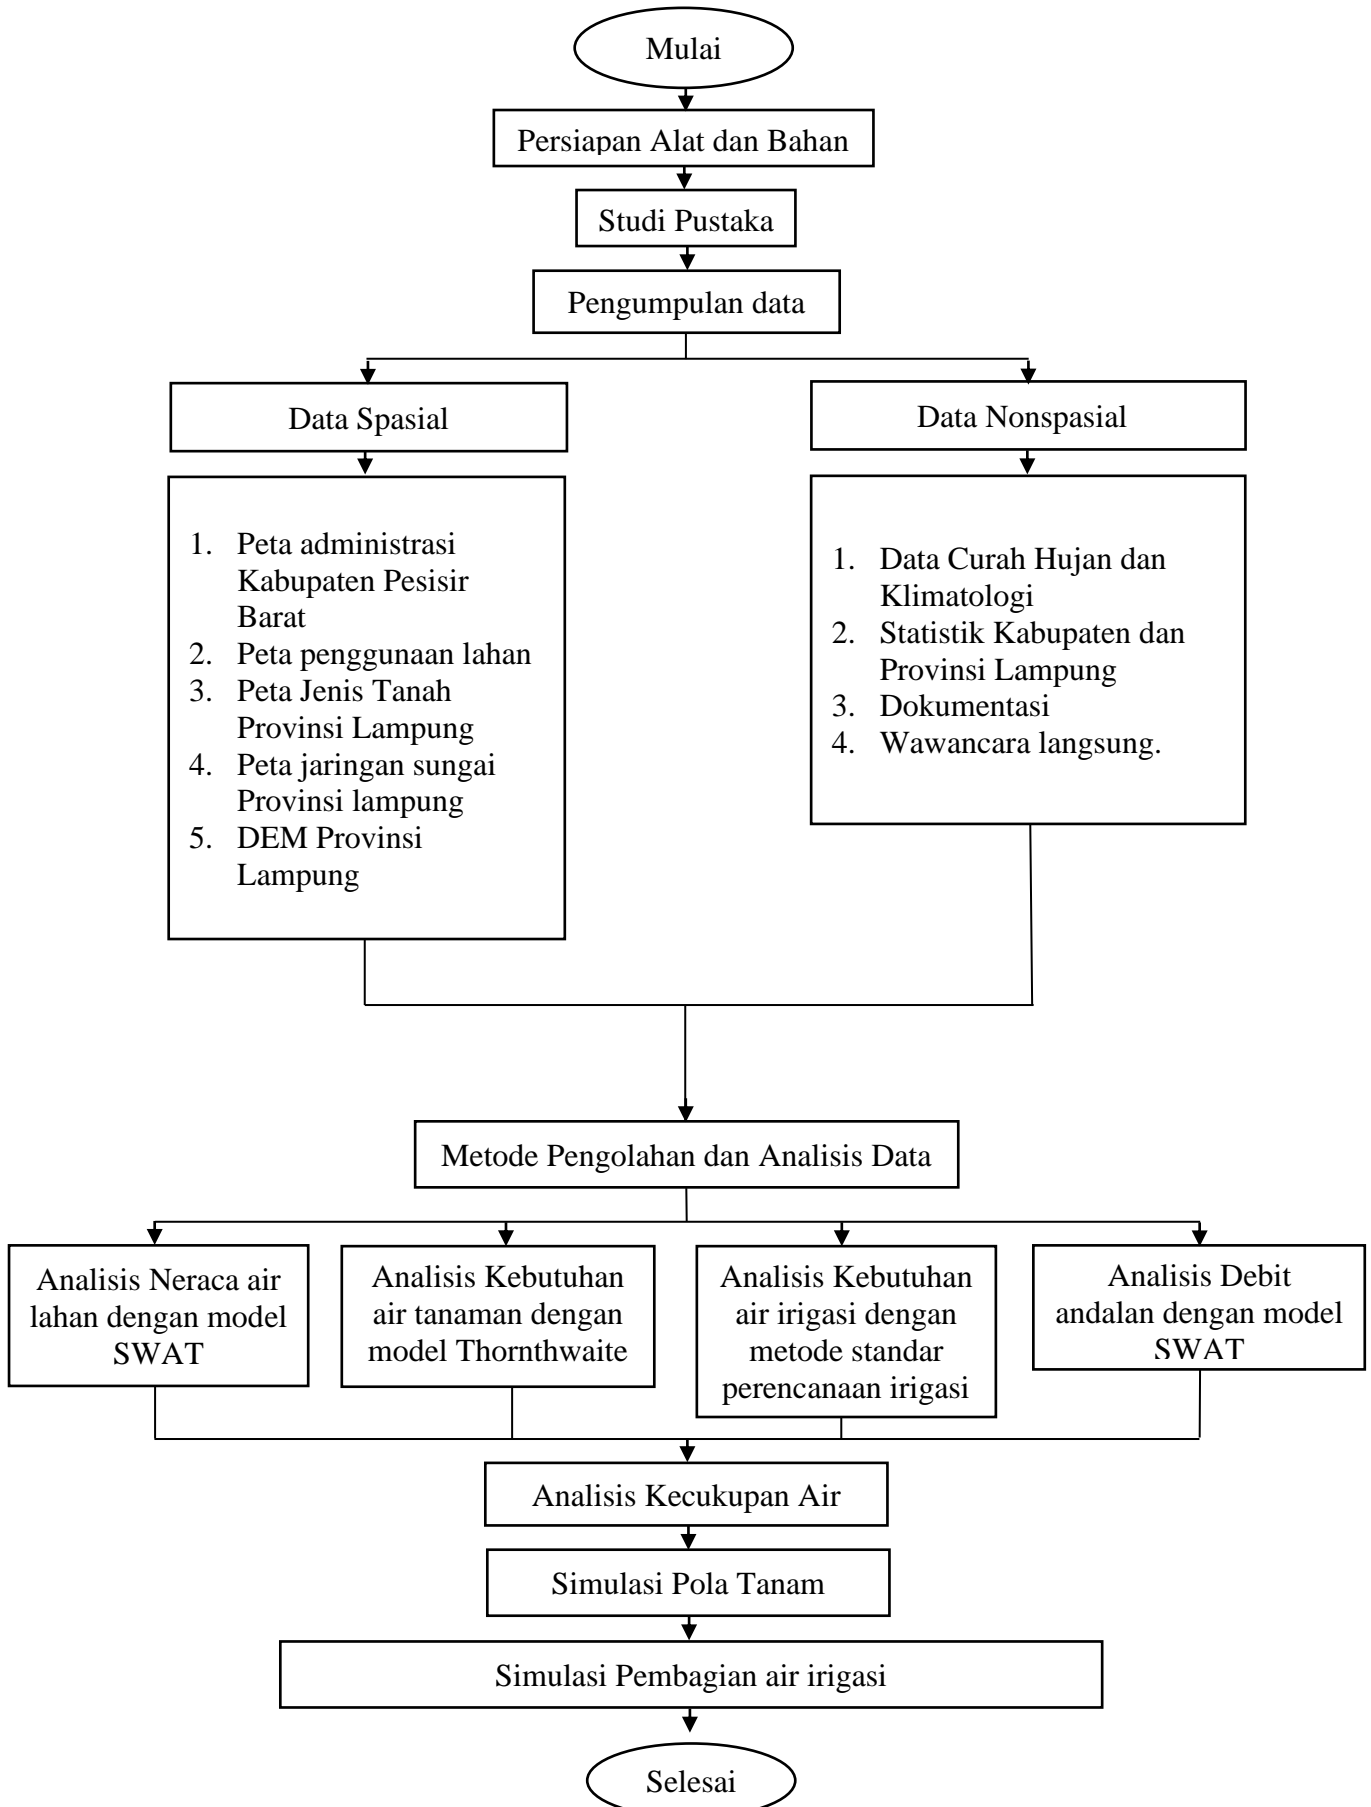 Mulai
Persiapan Alat dan Bahan
Studi Pustaka
Pengumpulan data
Data Spasial
Data Nonspasial
1. Peta administrasi
Kabupaten Pesisir
Barat
2. Peta penggunaan lahan
3. Peta Jenis Tanah
Provinsi Lampung
4. Peta jaringan sungai
Provinsi lampung
5. DEM Provinsi
Lampung
1. Data Curah Hujan dan
Klimatologi
2. Statistik Kabupaten dan
Provinsi Lampung
3. Dokumentasi
4. Wawancara langsung.
Metode Pengolahan dan Analisis Data
Analisis Neraca air
lahan dengan model
SWAT
Analisis Kebutuhan
air tanaman dengan
model Thornthwaite
Analisis Kebutuhan
air irigasi dengan
metode standar
perencanaan irigasi
Analisis Debit
andalan dengan model
SWAT
Analisis Kecukupan Air
Simulasi Pola Tanam
Simulasi Pembagian air irigasi
Selesai